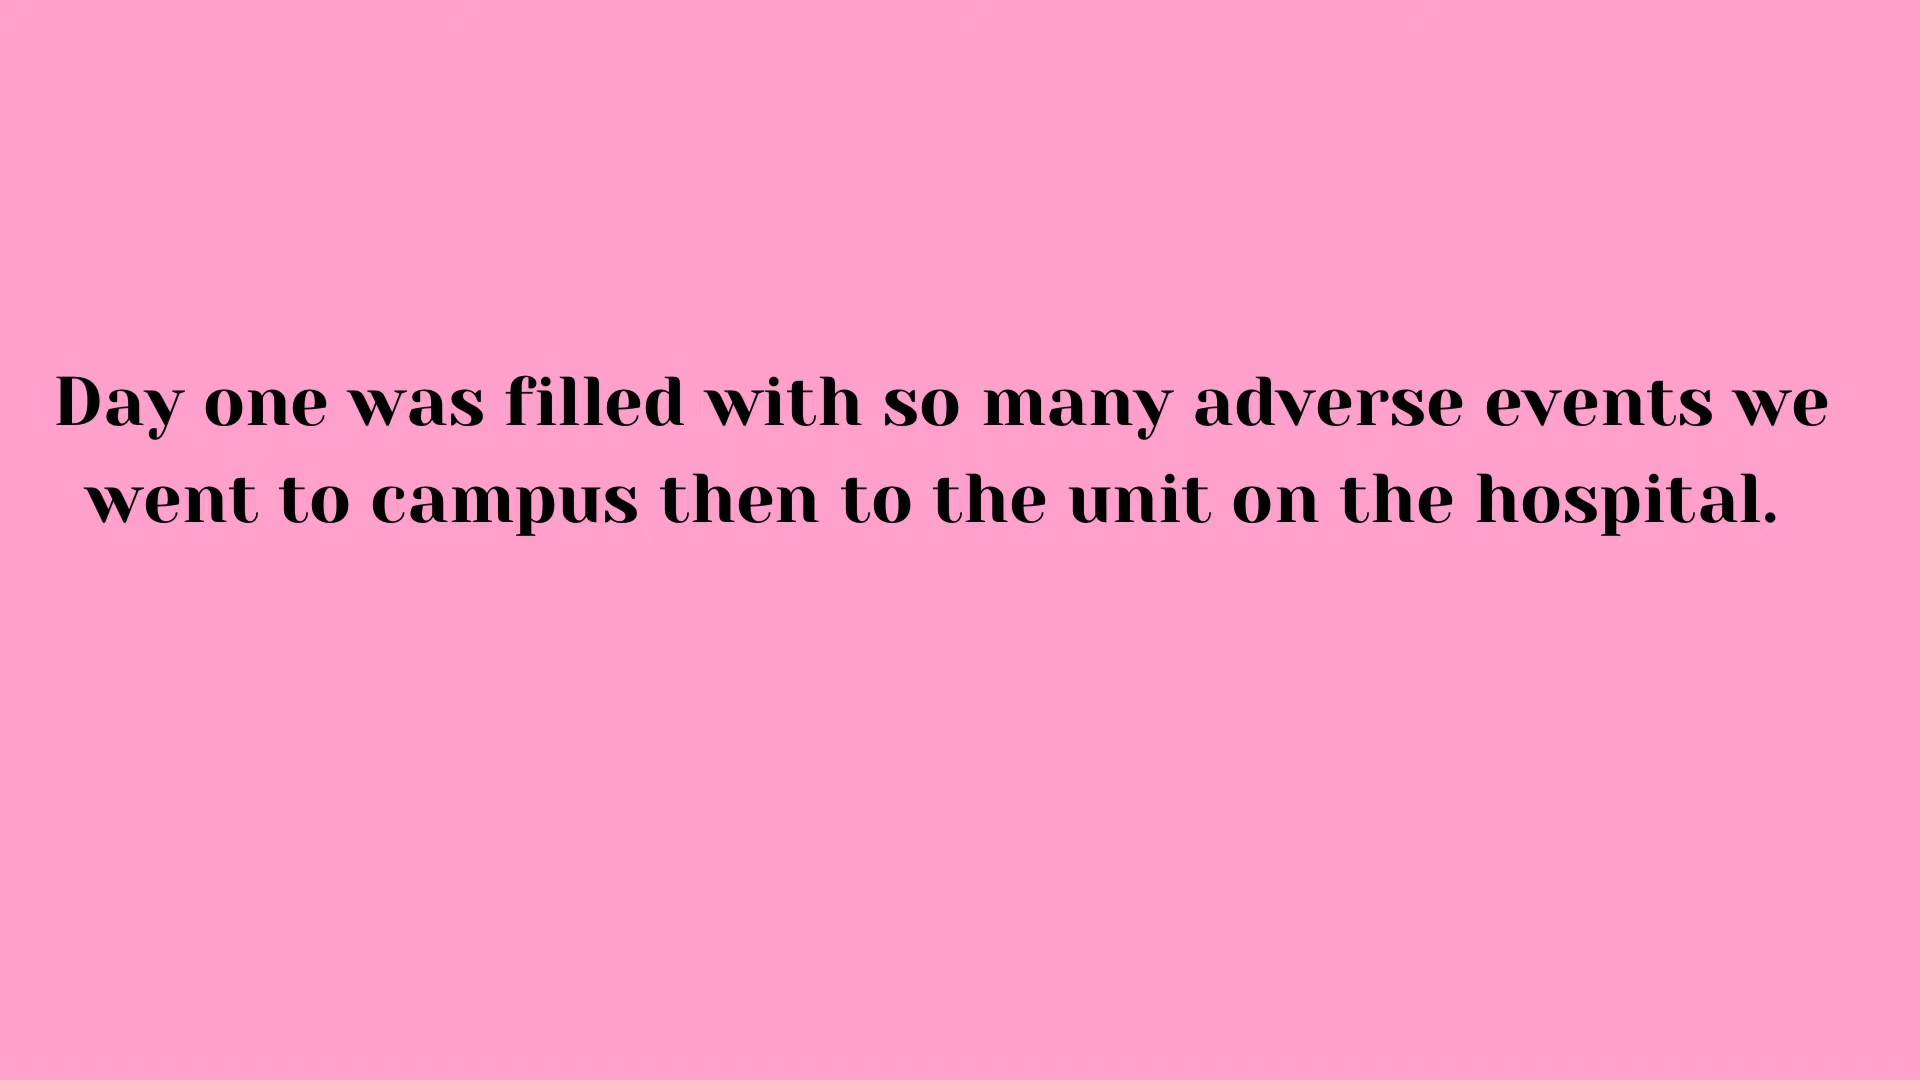 Day one was filled with so many adverse events we
went to campus then to the unit on the hospital.